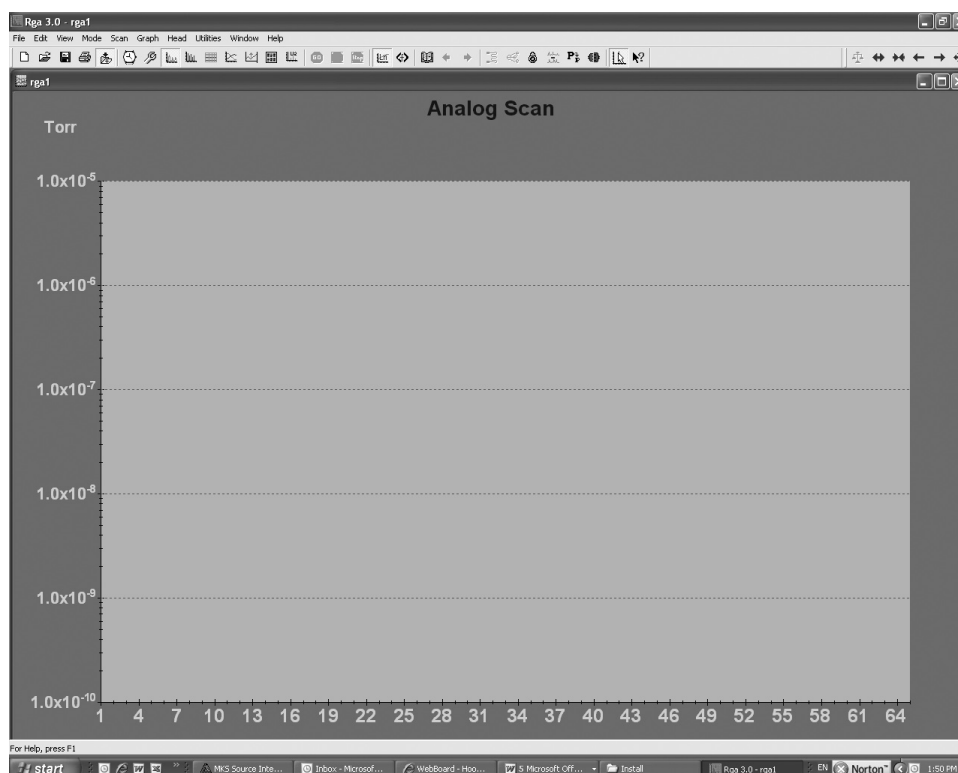 Rga 3.0 - rga1
File Edit View Mode Scan Graph Head Utilities Window Help
rga1
Analog Scan
Torr
1.0x10-5
1.0x10-6
1.0x10-7
1.0x10-8
1.0x10-9
1.0x10-10
1 4 7 10 13 16 19 22 25 28 31 34 37 40 43 46 49 52 55 58 61 64
For Help, press F1
start MKS Source Inte... Inbox - Microsof... WebBoard - Hoo... 5 Microsoft Off... Install Rga 3.0 - rga1 EN Norton™ 1:50 PM